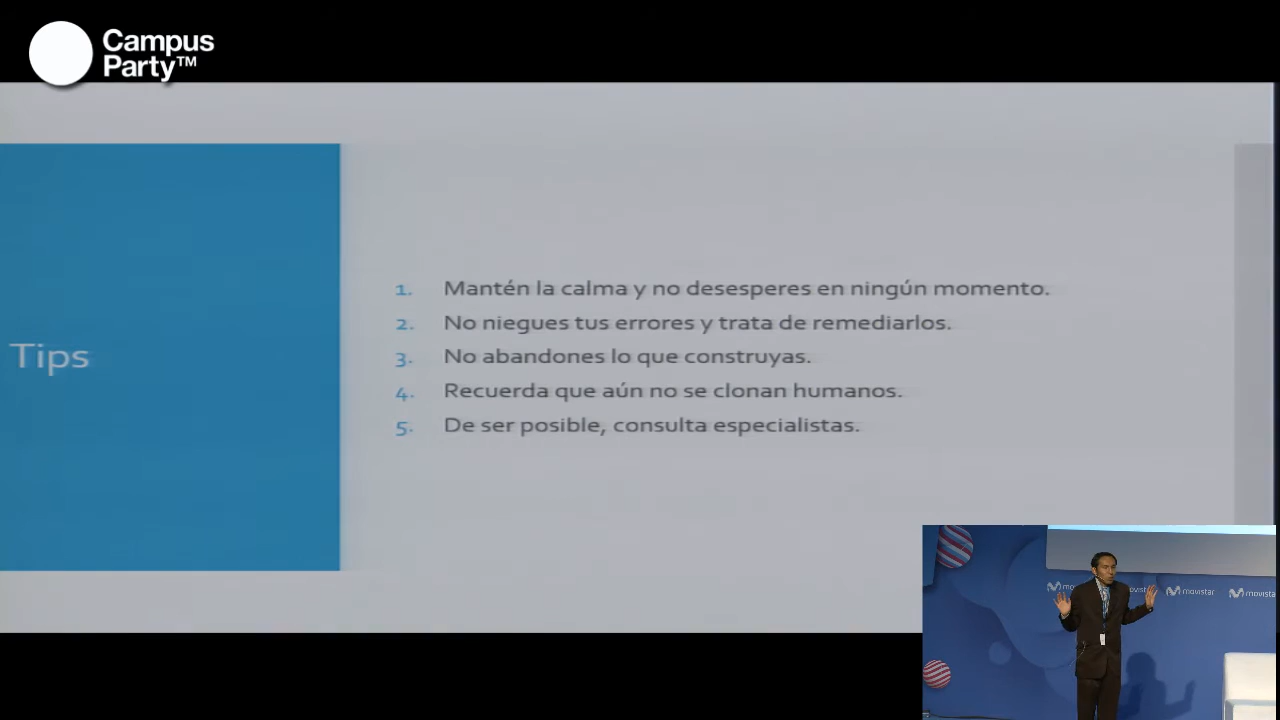 Campus
Party™
Tips
1. Mantén la calma y no desesperes en ningún momento.
2. No niegues tus errores y trata de remediarlos.
3. No abandones lo que construyas.
4. Recuerda que aún no se clonan humanos.
5. De ser posible, consulta especialistas.
movistar
movistar